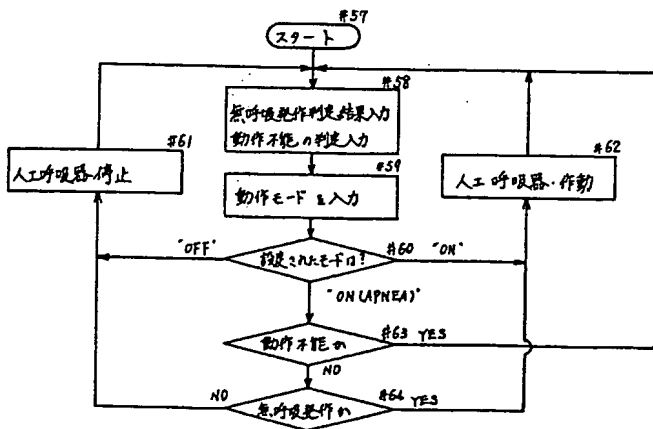 #57
スタート
#58
無呼吸発作判定結果入力
動作不能の判定入力
#61
人工呼吸器・停止
#59
動作モードを入力
#62
人工呼吸器・作動
"OFF"
設定されたモードは?
#60
"ON"
"ON(APNEA)"
動作不能か
#63
YES
NO
NO
無呼吸発作か
#64
YES